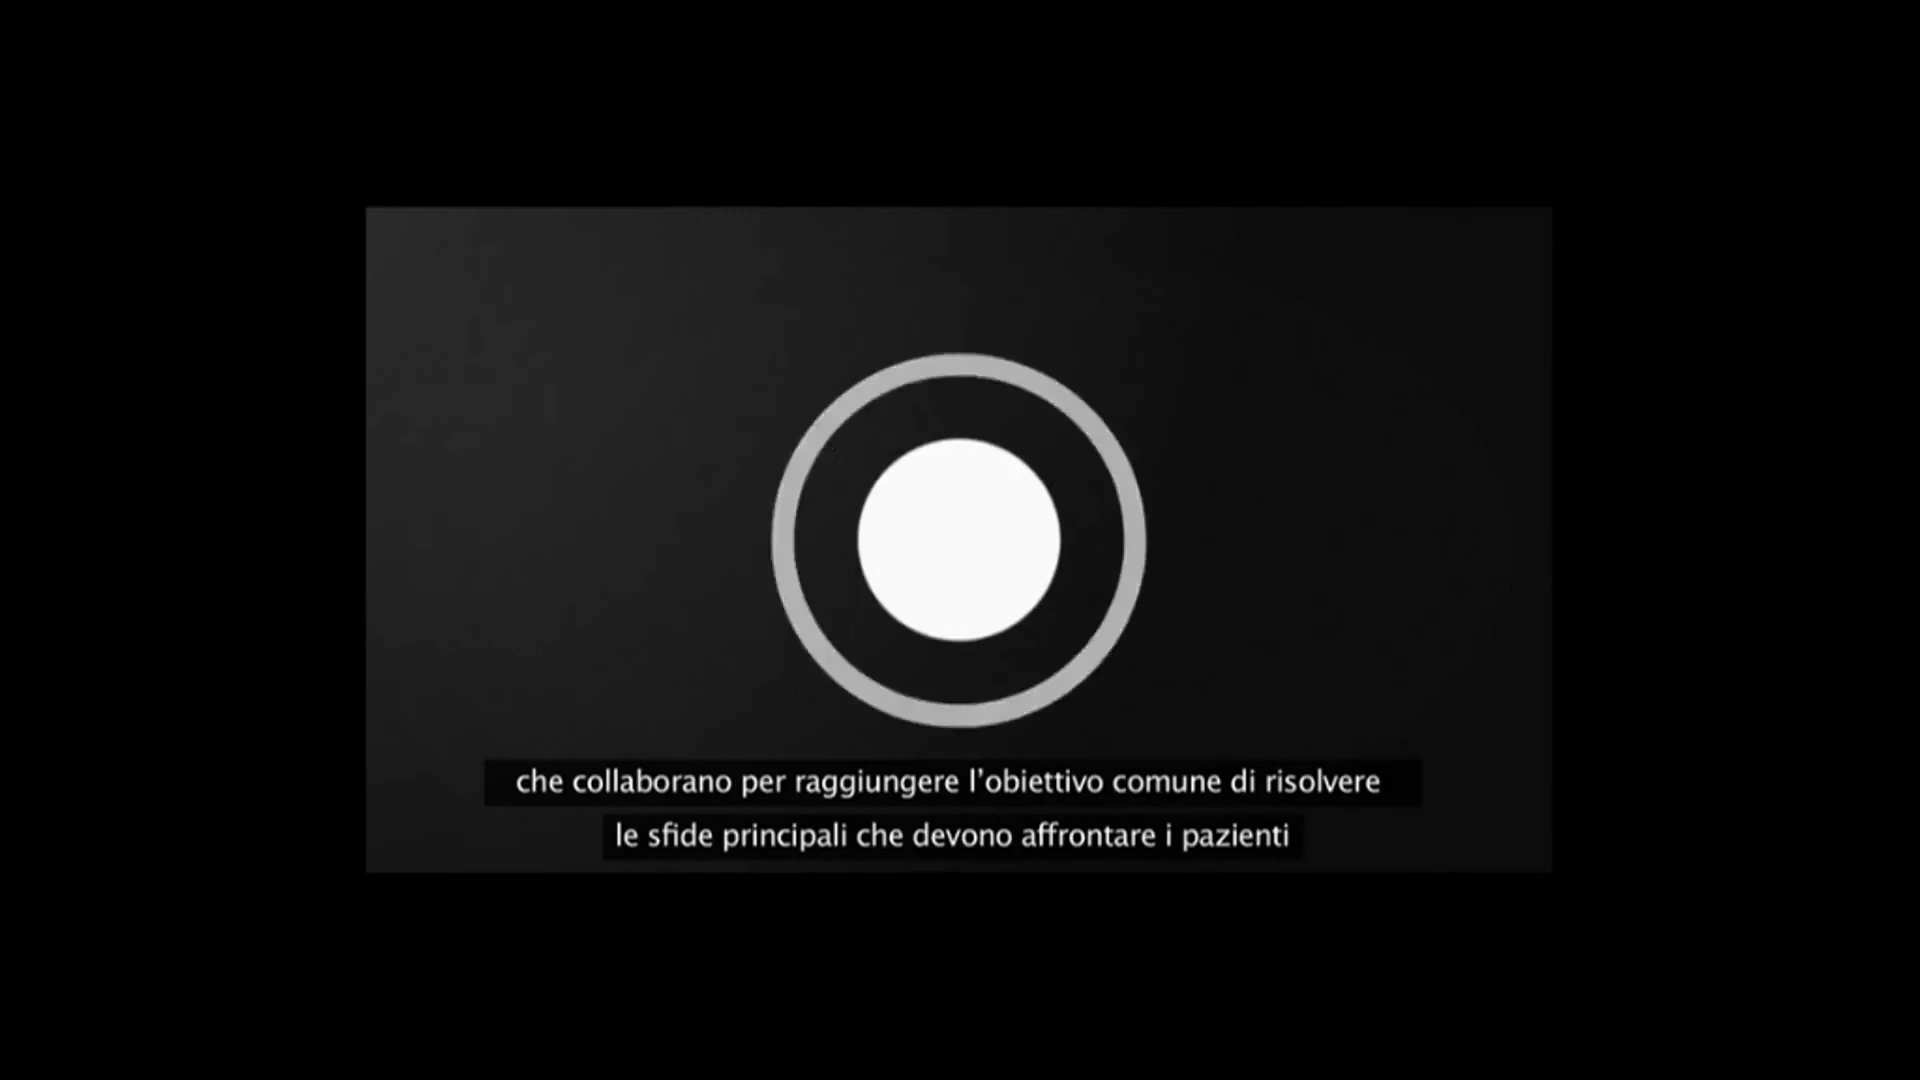 che collaborano per raggiungere l'obiettivo comune di risolvere
le sfide principali che devono affrontare i pazienti